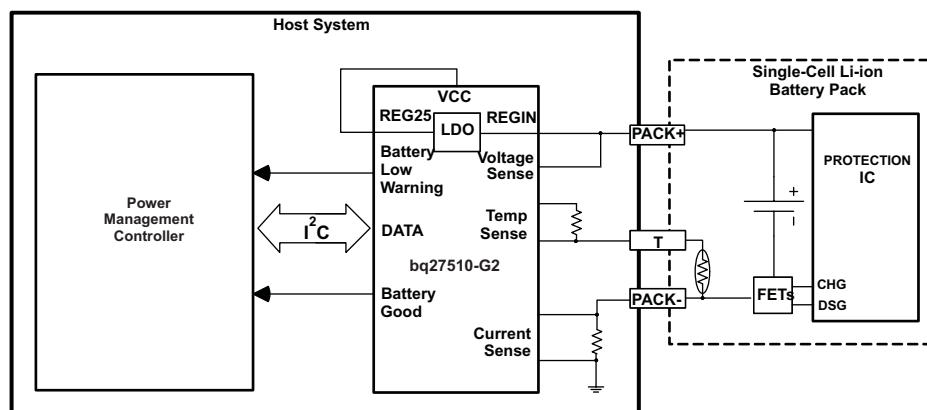 Host System
Single-Cell Li-ion
Battery Pack
VCC
REG25
LDO
REGIN
PACK+
Battery
Low
Warning
Voltage
Sense
PROTECTION
IC
+
–
Power
Management
Controller
I²C
DATA
Temp
Sense
T
bq27510-G2
Battery
Good
PACK-
FETs
CHG
DSG
Current
Sense